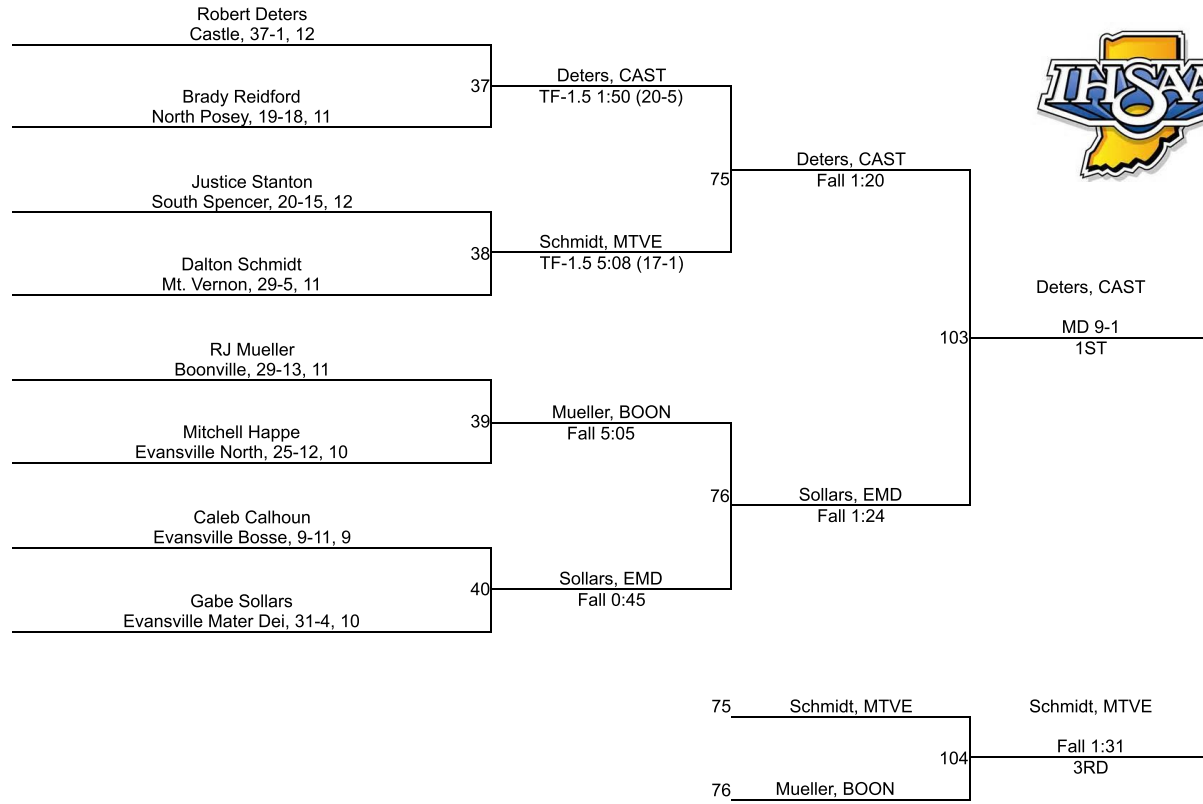 Robert Deters
Castle, 37-1, 12
Brady Reidford
North Posey, 19-18, 11
37
Deters, CAST
TF-1.5 1:50 (20-5)
Justice Stanton
South Spencer, 20-15, 12
Dalton Schmidt
Mt. Vernon, 29-5, 11
38
Schmidt, MTVE
TF-1.5 5:08 (17-1)
75
Deters, CAST
Fall 1:20
RJ Mueller
Boonville, 29-13, 11
Mitchell Happe
Evansville North, 25-12, 10
39
Mueller, BOON
Fall 5:05
Caleb Calhoun
Evansville Bosse, 9-11, 9
Gabe Sollars
Evansville Mater Dei, 31-4, 10
40
Sollars, EMD
Fall 0:45
76
Sollars, EMD
Fall 1:24
103
Deters, CAST
MD 9-1
1ST
IHSAA
75
Schmidt, MTVE
76
Mueller, BOON
104
Schmidt, MTVE
Fall 1:31
3RD